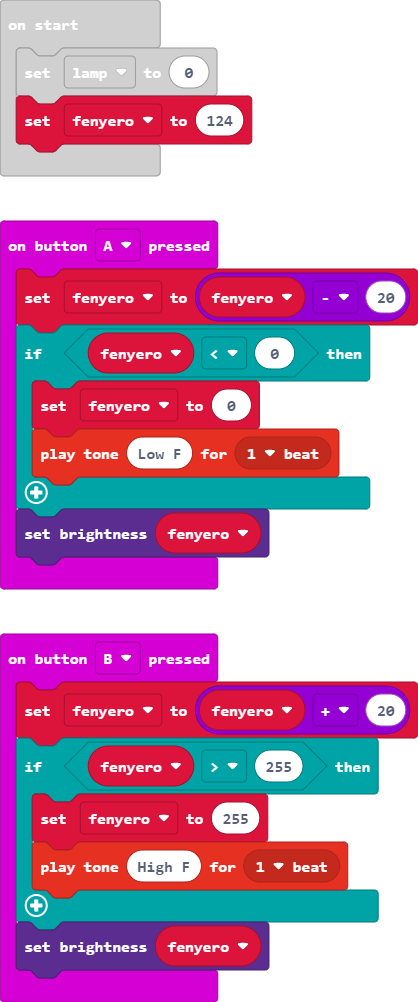 on start
set lamp to 0
set fenyero to 124
on button A pressed
set fenyero to fenyero - 20
if fenyero < 0 then
set fenyero to 0
play tone Low F for 1 beat
set brightness fenyero
on button B pressed
set fenyero to fenyero + 20
if fenyero > 255 then
set fenyero to 255
play tone High F for 1 beat
set brightness fenyero